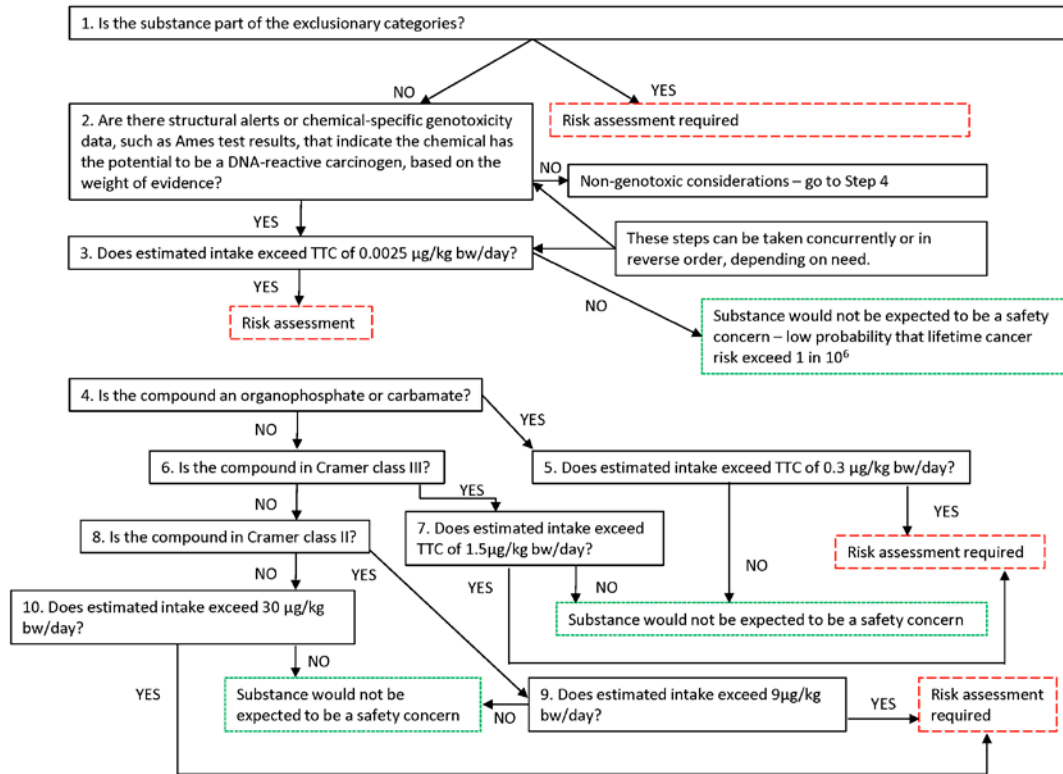 1. Is the substance part of the exclusionary categories?
NO
YES
2. Are there structural alerts or chemical-specific genotoxicity
data, such as Ames test results, that indicate the chemical has
the potential to be a DNA-reactive carcinogen, based on the
weight of evidence?
Risk assessment required
NO
Non-genotoxic considerations – go to Step 4
YES
These steps can be taken concurrently or in
reverse order, depending on need.
3. Does estimated intake exceed TTC of 0.0025 µg/kg bw/day?
YES
NO
Risk assessment
Substance would not be expected to be a safety
concern – low probability that lifetime cancer
risk exceed 1 in 10⁶
4. Is the compound an organophosphate or carbamate?
NO
YES
6. Is the compound in Cramer class III?
5. Does estimated intake exceed TTC of 0.3 µg/kg bw/day?
NO
YES
YES
8. Is the compound in Cramer class II?
7. Does estimated intake exceed
TTC of 1.5µg/kg bw/day?
Risk assessment required
NO
YES
YES
NO
NO
10. Does estimated intake exceed 30 µg/kg
bw/day?
Substance would not be expected to be a safety concern
NO
YES
Substance would not be
expected to be a safety concern
NO
9. Does estimated intake exceed 9µg/kg
bw/day?
YES
Risk assessment
required